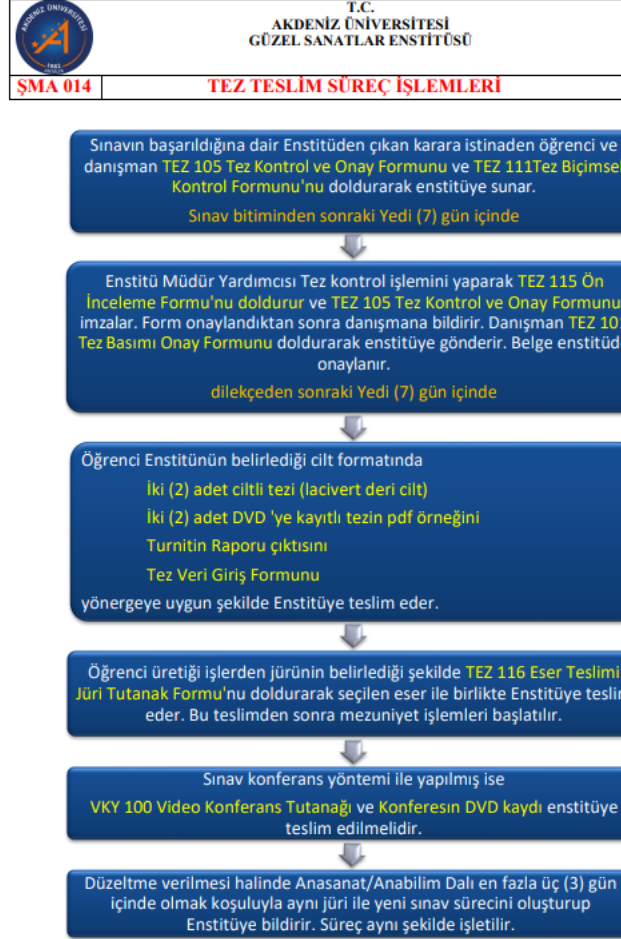 T.C.
AKDENİZ ÜNİVERSİTESİ
GÜZEL SANATLAR ENSTİTÜSÜ
ŞMA 014
TEZ TESLİM SÜREÇ İŞLEMLERİ
Sınavın başarıldığına dair Enstitüden çıkan karara istinaden öğrenci ve
danışman TEZ 105 Tez Kontrol ve Onay Formunu ve TEZ 111Tez Biçimsel
Kontrol Formunu'nu doldurarak enstitüye sunar.
Sınav bitiminden sonraki Yedi (7) gün içinde
Enstitü Müdür Yardımcısı Tez kontrol işlemini yaparak TEZ 115 Ön
İnceleme Formu'nu doldurur ve TEZ 105 Tez Kontrol ve Onay Formunu
imzalar. Form onaylandıktan sonra danışmana bildirir. Danışman TEZ
Tez Basımı Onay Formunu doldurarak enstitüye gönderir. Belge
onaylanır.
dilekçeden sonraki Yedi (7) gün içinde
Öğrenci Enstitünün belirlediği cilt formatında
İki (2) adet ciltli tezi (lacivert deri cilt)
İki (2) adet DVD 'ye kayıtlı tezin pdf örneğini
Turnitin Raporu çıktısını
Tez Veri Giriş Formunu
yönergeye uygun şekilde Enstitüye teslim eder.
Öğrenci üretiği işlerden jürünin belirlediği şekilde TEZ 116 Eser Teslimi
Jüri Tutanak Formu'nu doldurarak seçilen eser ile birlikte Enstitüye
eder. Bu teslimden sonra mezuniyet işlemleri başlatılır.
Sınav konferans yöntemi ile yapılmış ise
VKY 100 Video Konferans Tutanağı ve Konferesın DVD kaydı enstitüye
teslim edilmelidir.
Düzeltme verilmesi halinde Anasanat/Anabilim Dalı en fazla üç (3) gün
içinde olmak koşuluyla aynı jüri ile yeni sınav sürecini oluşturup
Enstitüye bildirir. Süreç aynı şekilde işletilir.